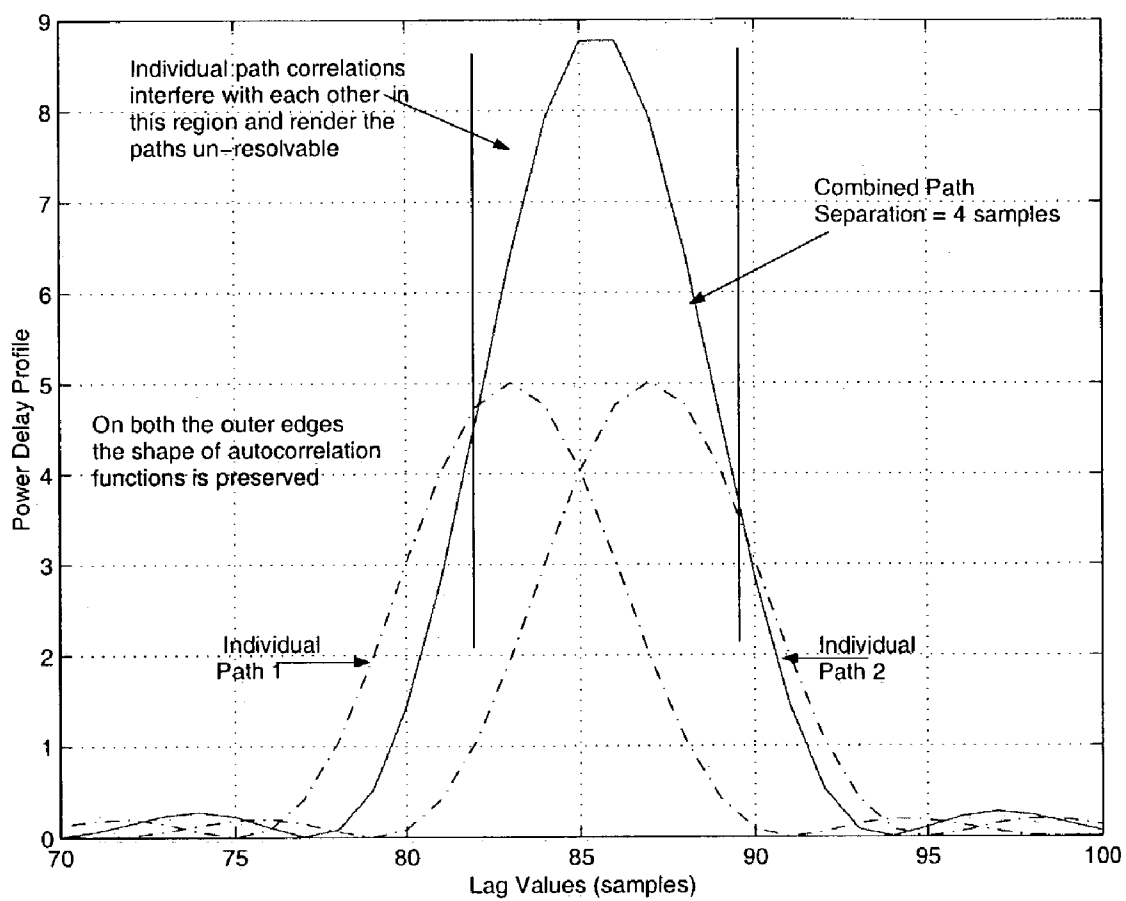 9
8
7
6
5
4
3
2
1
0
Power Delay Profile
Individual path correlations
interfere with each other in
this region and render the
paths un-resolvable
Combined Path
Separation = 4 samples
On both the outer edges
the shape of autocorrelation
functions is preserved
Individual
Path 1
Individual
Path 2
70 75 80 85 90 95 100
Lag Values (samples)